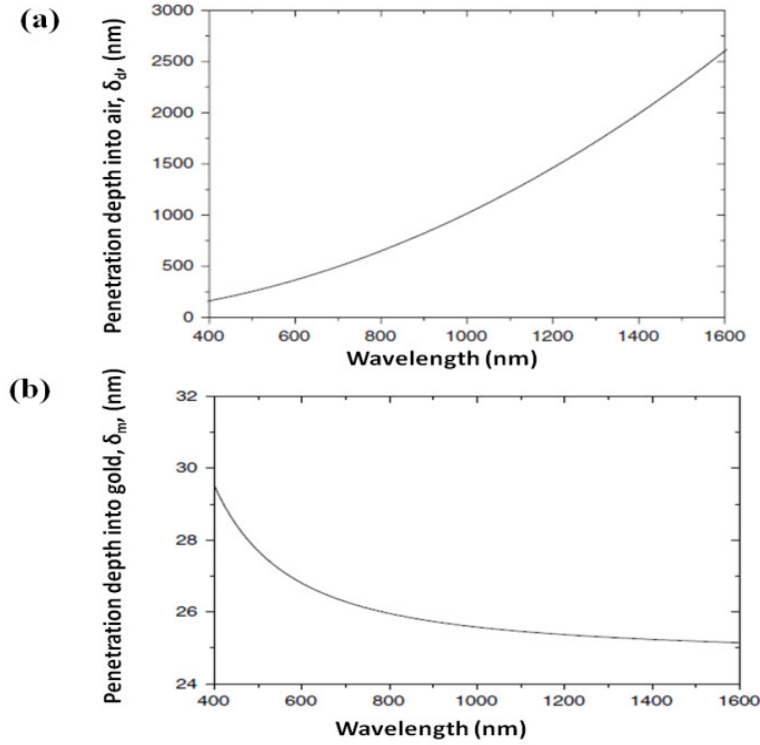 (a)
Penetration depth into air, δd, (nm)
3000
2500
2000
1500
1000
500
0
400 600 800 1000 1200 1400 1600
Wavelength (nm)
(b)
Penetration depth into gold, δm, (nm)
32
30
28
26
24
400 600 800 1000 1200 1400 1600
Wavelength (nm)